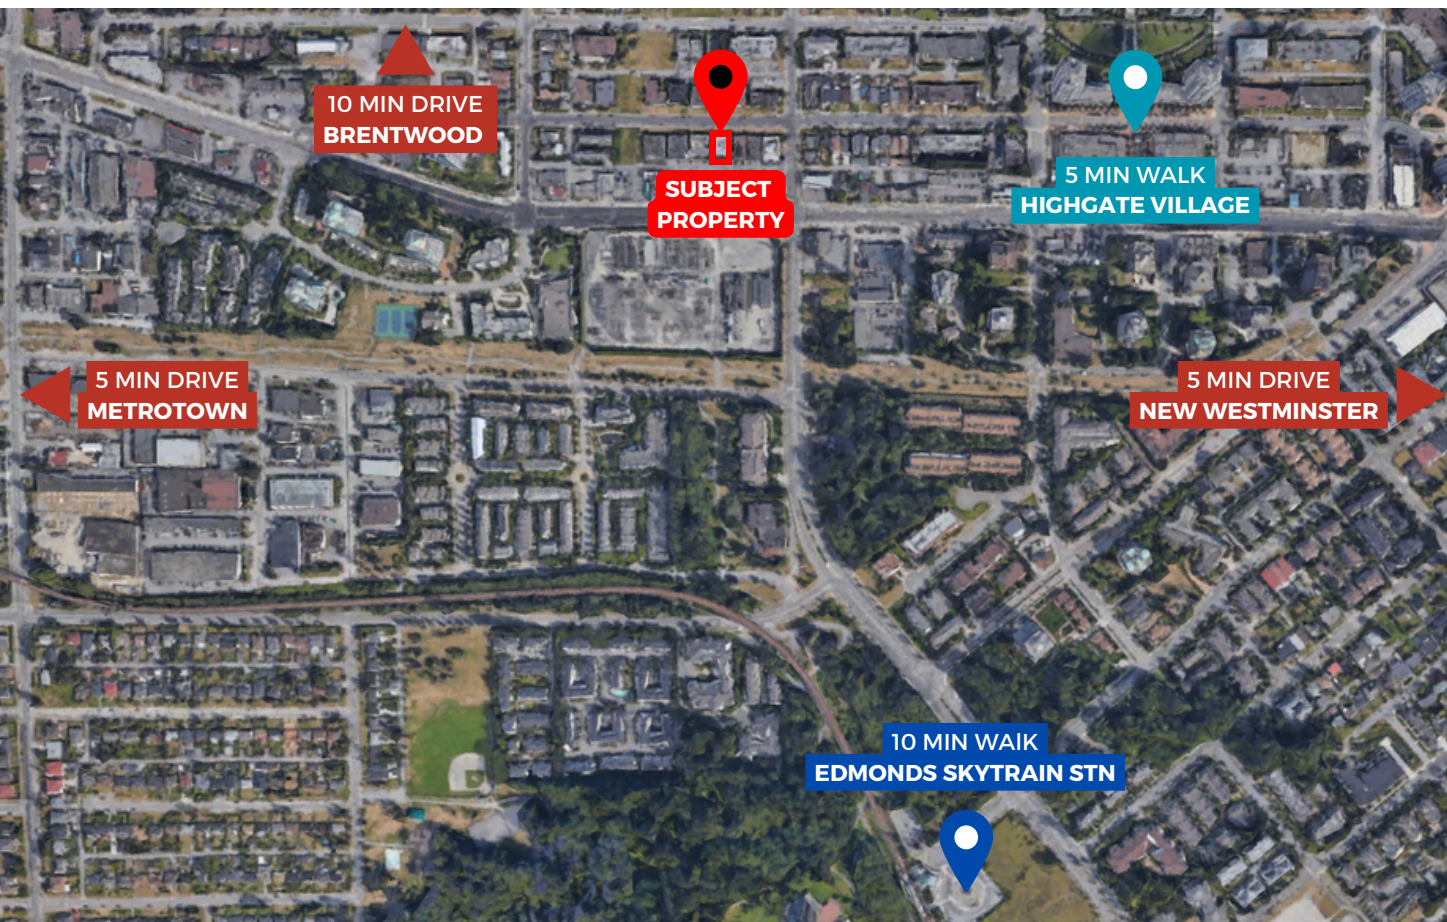 10 MIN DRIVE
BRENTWOOD
SUBJECT
PROPERTY
5 MIN WALK
HIGHGATE VILLAGE
5 MIN DRIVE
METROTOWN
5 MIN DRIVE
NEW WESTMINSTER
10 MIN WAlK
EDMONDS SKYTRAIN STN